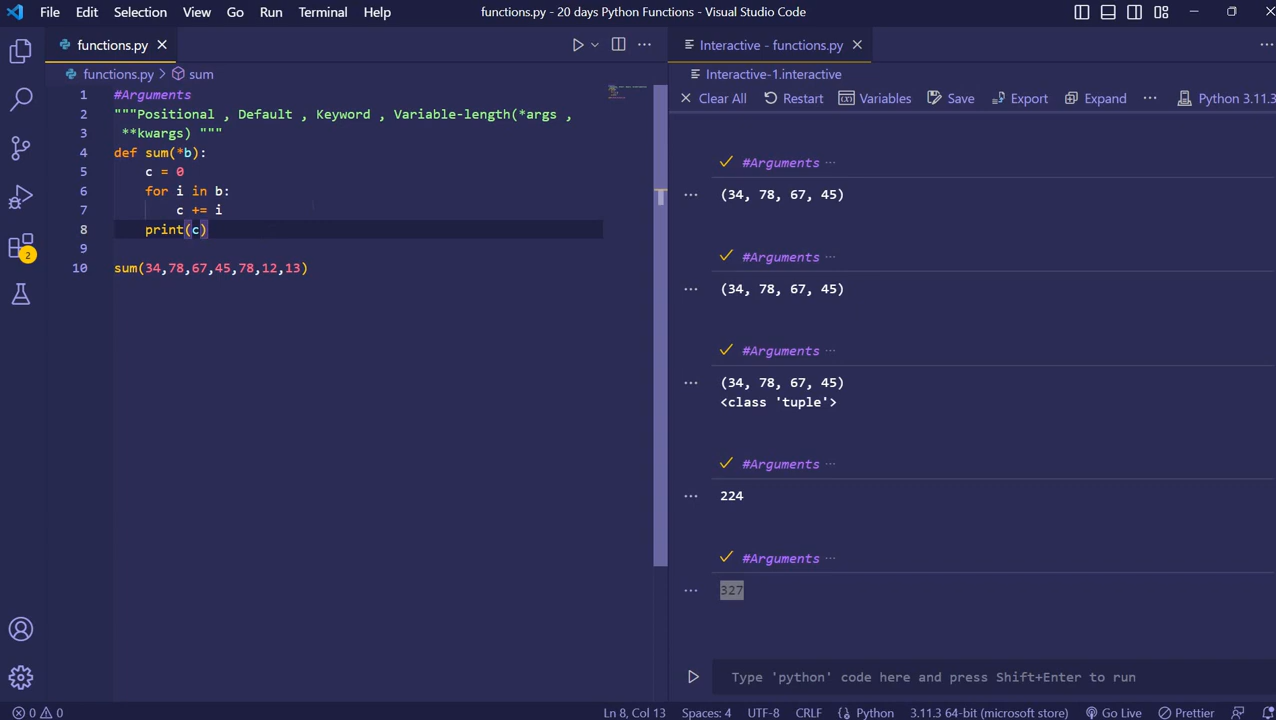 File Edit Selection View Go Run Terminal Help functions.py - 20 days Python Functions - Visual Studio Code
functions.py
functions.py > sum
1 #Arguments
2 """Positional , Default , Keyword , Variable-length(*args ,
3 **kwargs) """
4 def sum(*b):
5 c = 0
6 for i in b:
7 c += i
8 print(c)
9
10 sum(34,78,67,45,78,12,13)
Interactive - functions.py
Interactive-1.interactive
Clear All Restart Variables Save Export Expand ... Python 3.11.3
#Arguments ...
(34, 78, 67, 45)
#Arguments ...
(34, 78, 67, 45)
#Arguments ...
(34, 78, 67, 45)
<class 'tuple'>
#Arguments ...
224
#Arguments ...
327
Type 'python' code here and press Shift+Enter to run
2
0 0 Ln 8, Col 13 Spaces: 4 UTF-8 CRLF Python 3.11.3 64-bit (microsoft store) Go Live Prettier